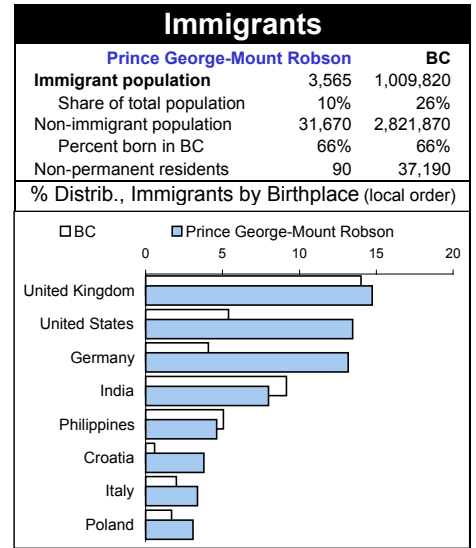 Immigrants
Prince George-Mount Robson BC
Immigrant population 3,565 1,009,820
Share of total population 10% 26%
Non-immigrant population 31,670 2,821,870
Percent born in BC 66% 66%
Non-permanent residents 90 37,190
% Distrib., Immigrants by Birthplace (local order)
BC Prince George-Mount Robson
0 5 10 15 20
United Kingdom
United States
Germany
India
Philippines
Croatia
Italy
Poland